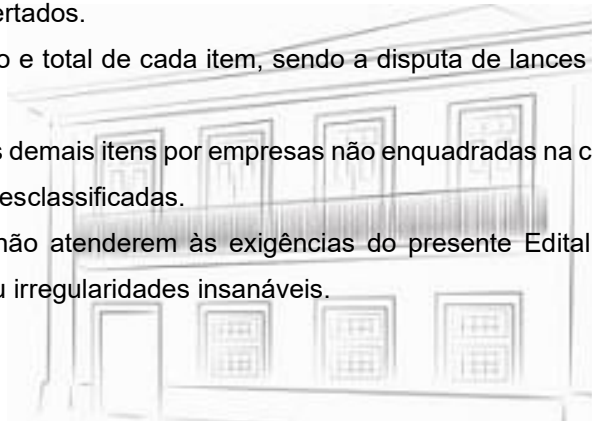 ertados.
o e total de cada item, sendo a disputa de lances
s demais itens por empresas não enquadradas na c
esclassificadas.
não atenderem às exigências do presente Edital
u irregularidades insanáveis.